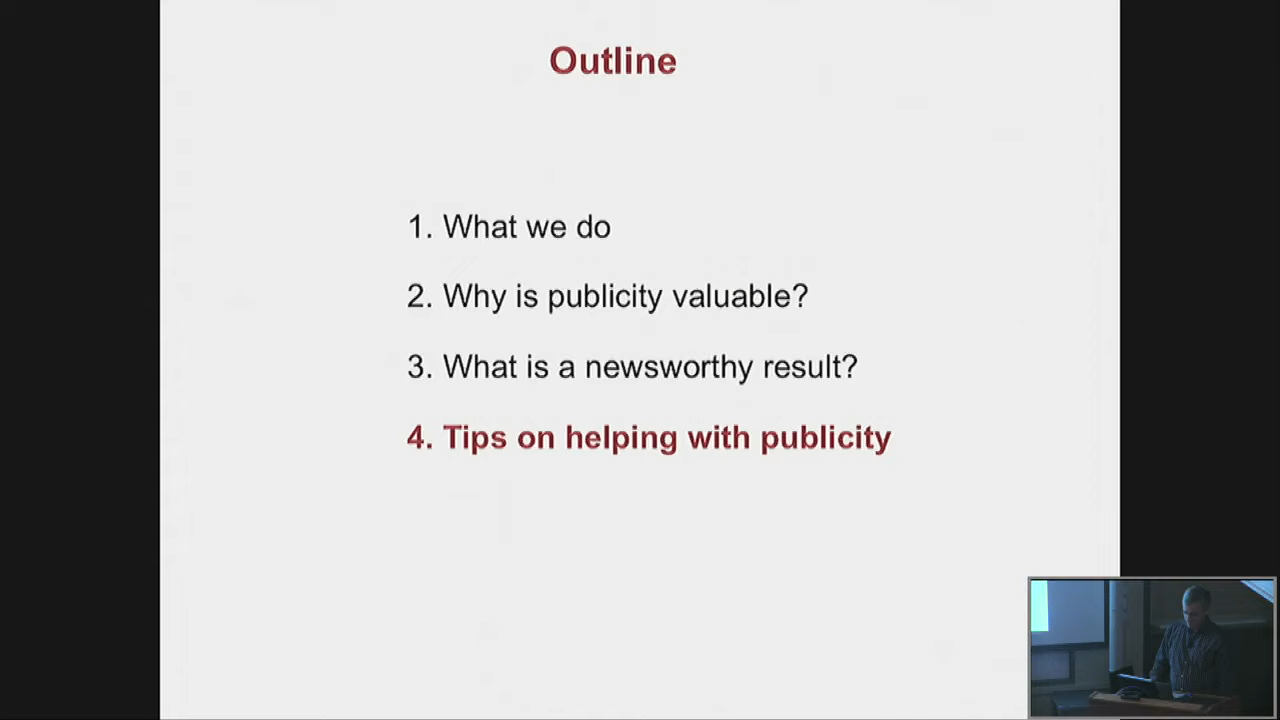 Outline
1. What we do
2. Why is publicity valuable?
3. What is a newsworthy result?
4. Tips on helping with publicity